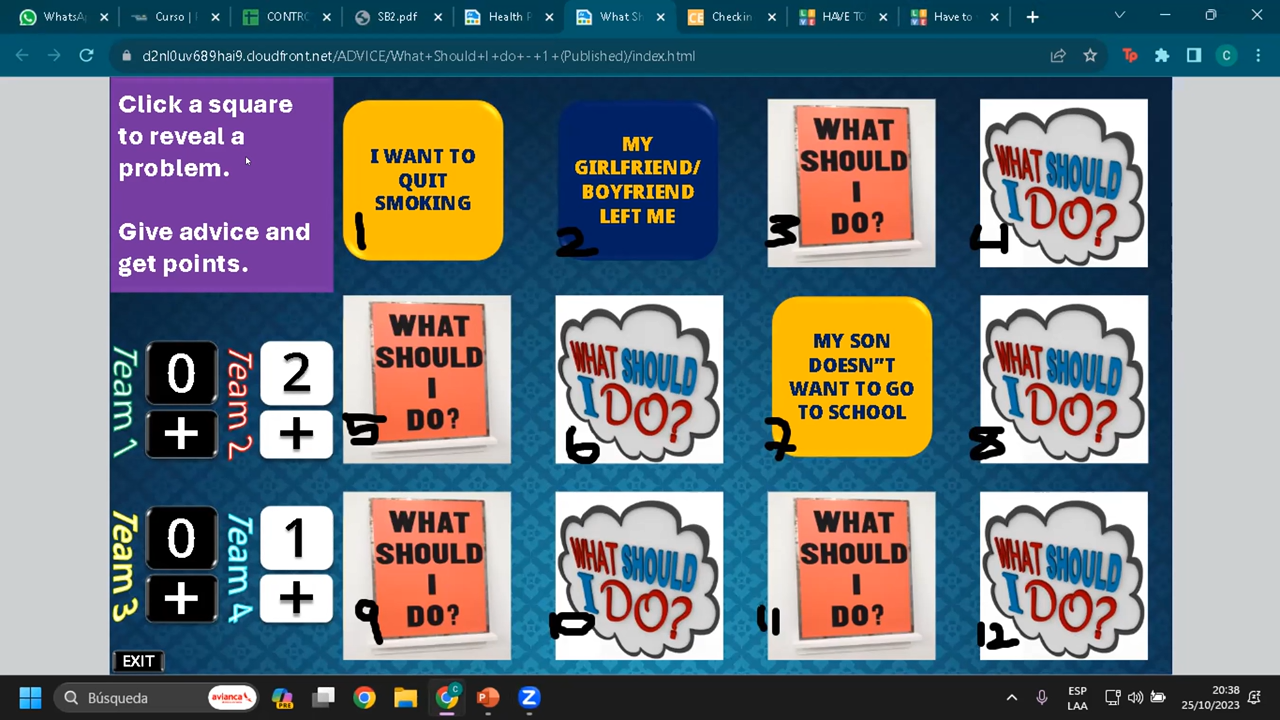 WhatsA
Curso |
CONTRO
SB2.pdf
Health P
What Sh
Checkin
HAVE TO
Have to
d2nl0uv689hai9.cloudfront.net/ADVICE/What+Should+I+do+-+1+(Published)/index.html
Click a square
to reveal a
problem.
Give advice and
get points.
I WANT TO
QUIT
SMOKING
1
MY
GIRLFRIEND/
BOYFRIEND
LEFT ME
2
WHAT
SHOULD
I
DO?
3
WHAT SHOULD
I DO?
4
Team 1
0
+
Team 2
2
+
WHAT
SHOULD
I
DO?
5
WHAT SHOULD
I DO?
6
MY SON
DOESN"T
WANT TO GO
TO SCHOOL
7
WHAT SHOULD
I DO?
8
Team 3
0
+
Team 4
1
+
WHAT
SHOULD
I
DO?
9
WHAT SHOULD
I DO?
10
WHAT
SHOULD
I
DO?
11
WHAT SHOULD
I DO?
12
EXIT
Búsqueda
avianca
PRE
ESP
LAA
20:38
25/10/2023